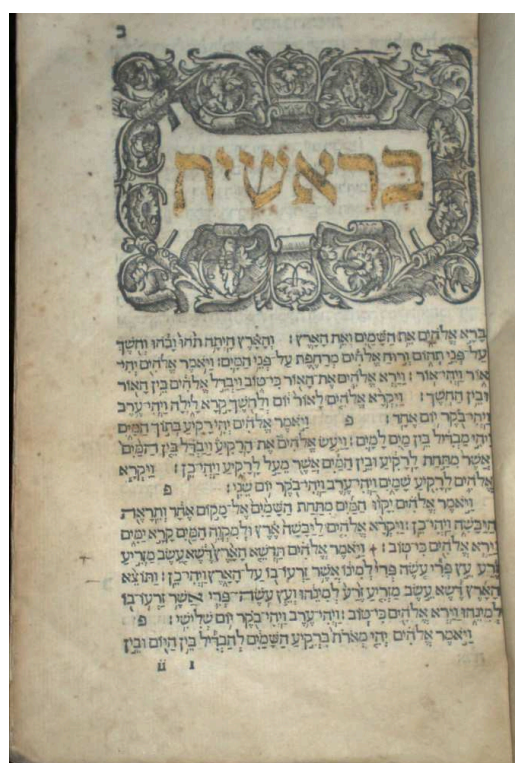 ב
בראשית
ברא אלהים את השמים ואת הארץ׃ והארץ היתה תהו ובהו וחשך
על־פני תהום ורוח אלהים מרחפת על־פני המים׃ ויאמר אלהים יהי
אור ויהי־אור׃ וירא אלהים את־האור כי־טוב ויבדל אלהים בין האור
ובין החשך׃ ויקרא אלהים לאור יום ולחשך קרא לילה ויהי־ערב
ויהי־בקר יום אחד׃ פ ויאמר אלהים יהי רקיע בתוך המים
ויהי מבדיל בין מים למים׃ ויעש אלהים את הרקיע ויבדל בין המים
אשר מתחת לרקיע ובין המים אשר מעל לרקיע ויהי־כן׃ ויקרא
אלהים לרקיע שמים ויהי־ערב ויהי־בקר יום שני׃ פ
ויאמר אלהים יקוו המים מתחת השמים אל־מקום אחד ותראה
היבשה ויהי־כן׃ ויקרא אלהים ליבשה ארץ ולמקוה המים קרא ימים
וירא אלהים כי־טוב׃ ויאמר אלהים תדשא הארץ דשא עשב מזריע
זרע עץ פרי עשה פרי למינו אשר זרעו־בו על־הארץ ויהי־כן׃ ותוצא
הארץ דשא עשב מזריע זרע למינהו ועץ עשה־פרי אשר זרעו־בו
למינהו וירא אלהים כי־טוב׃ ויהי־ערב ויהי־בקר יום שלישי׃ פ
ויאמר אלהים יהי מארת ברקיע השמים להבדיל בין היום ובין